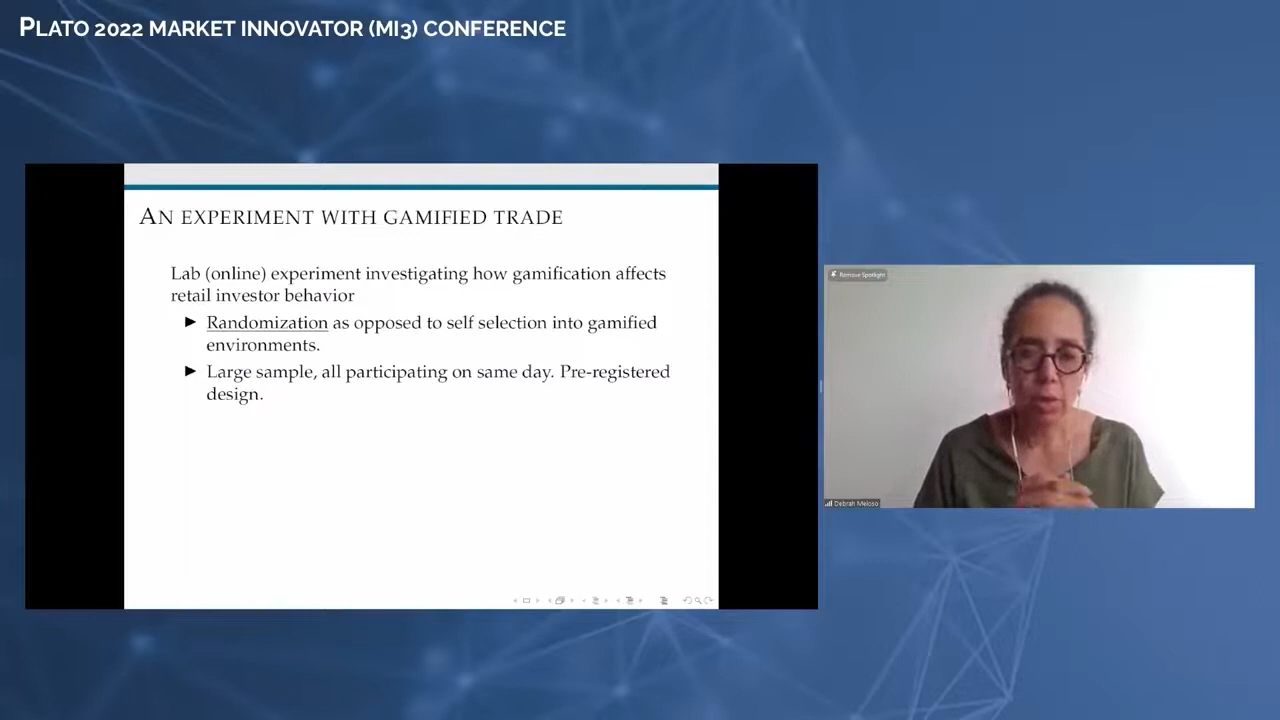 PLATO 2022 MARKET INNOVATOR (MI3) CONFERENCE
AN EXPERIMENT WITH GAMIFIED TRADE
Lab (online) experiment investigating how gamification affects
retail investor behavior
► Randomization as opposed to self selection into gamified
environments.
► Large sample, all participating on same day. Pre-registered
design.
Remove Spotlight
Debrah Meloso